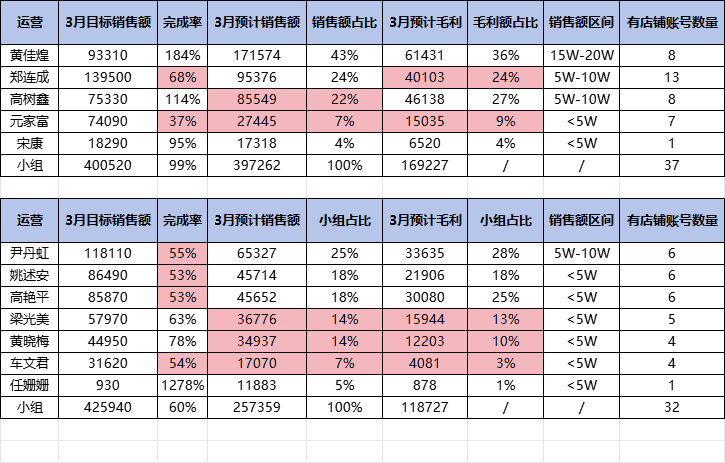 运营 3月目标销售额 完成率 3月预计销售额 销售额占比 3月预计毛利 毛利额占比 销售额区间 有店铺账号数量
黄佳煌 93310 184% 171574 43% 61431 36% 15W-20W 8
郑连成 139500 68% 95376 24% 40103 24% 5W-10W 13
高树鑫 75330 114% 85549 22% 46138 27% 5W-10W 8
元家富 74090 37% 27445 7% 15035 9% <5W 7
宋康 18290 95% 17318 4% 6520 4% <5W 1
小组 400520 99% 397262 100% 169227 / / 37
运营 3月目标销售额 完成率 3月预计销售额 小组占比 3月预计毛利 小组占比 销售额区间 有店铺账号数量
尹丹虹 118110 55% 65327 25% 33635 28% 5W-10W 6
姚述安 86490 53% 45714 18% 21906 18% <5W 6
高艳平 85870 53% 45652 18% 30080 25% <5W 6
梁光美 57970 63% 36776 14% 15944 13% <5W 5
黄晓梅 44950 78% 34937 14% 12203 10% <5W 4
车文君 31620 54% 17070 7% 4081 3% <5W 4
任姗姗 930 1278% 11883 5% 878 1% <5W 1
小组 425940 60% 257359 100% 118727 / / 32